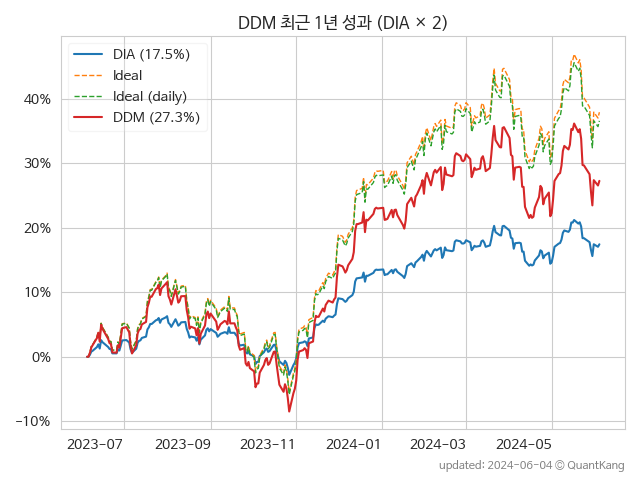 DDM 최근 1년 성과 (DIA × 2)
DIA (17.5%)
Ideal
Ideal (daily)
DDM (27.3%)
40%
30%
20%
10%
0%
−10%
2023−07
2023−09
2023−11
2024−01
2024−03
2024−05
updated: 2024-06-04 © QuantKang